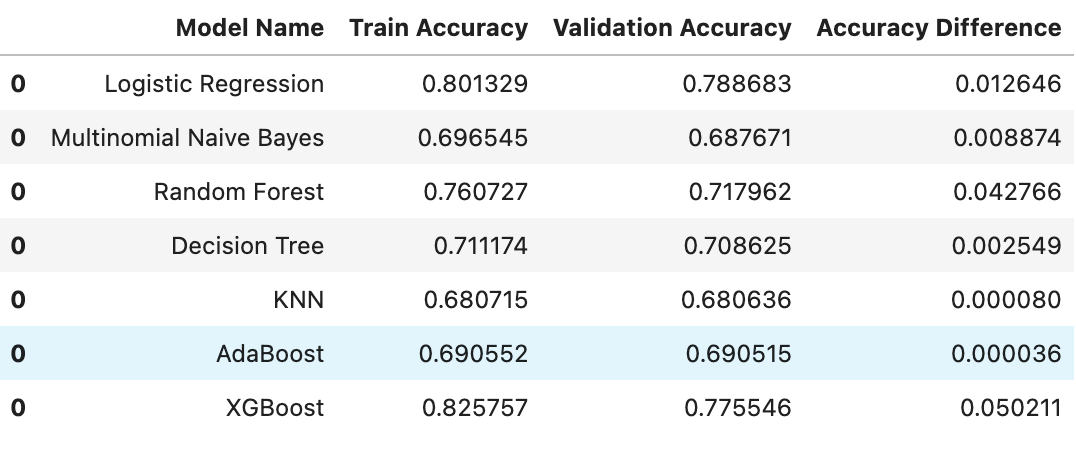 Model Name Train Accuracy Validation Accuracy Accuracy Difference
0 Logistic Regression 0.801329 0.788683 0.012646
0 Multinomial Naive Bayes 0.696545 0.687671 0.008874
0 Random Forest 0.760727 0.717962 0.042766
0 Decision Tree 0.711174 0.708625 0.002549
0 KNN 0.680715 0.680636 0.000080
0 AdaBoost 0.690552 0.690515 0.000036
0 XGBoost 0.825757 0.775546 0.050211